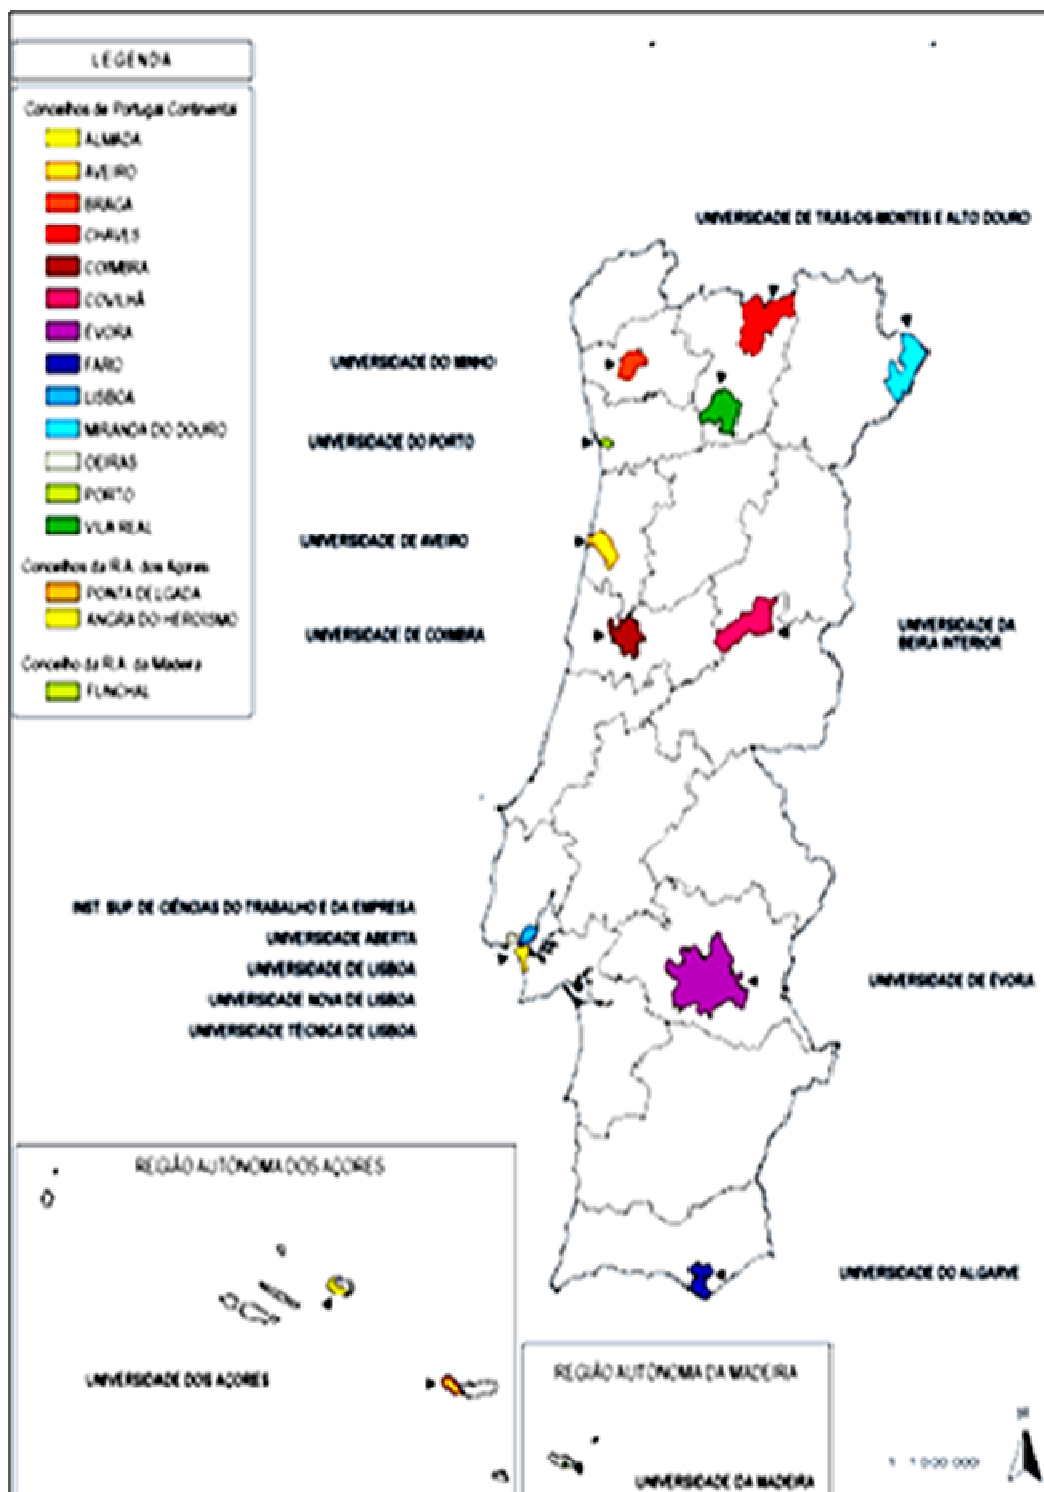 LEGENDA
Concelhos de Portugal Continental
ALMADA
AVEIRO
BRAGA
CHAVES
COIMBRA
COVILHÃ
ÉVORA
FARO
LISBOA
MIRANDA DO DOURO
OEIRAS
PORTO
VILA REAL
Concelhos da R.A. dos Açores
PONTA DELGADA
ANGRA DO HEROÍSMO
Concelho da R.A. da Madeira
FUNCHAL
UNIVERSIDADE DE TRÁS-OS-MONTES E ALTO DOURO
UNIVERSIDADE DO MINHO
UNIVERSIDADE DO PORTO
UNIVERSIDADE DE AVEIRO
UNIVERSIDADE DE COIMBRA
UNIVERSIDADE DA
BEIRA INTERIOR
INST. SUP. DE CIÊNCIAS DO TRABALHO E DA EMPRESA
UNIVERSIDADE ABERTA
UNIVERSIDADE DE LISBOA
UNIVERSIDADE NOVA DE LISBOA
UNIVERSIDADE TÉCNICA DE LISBOA
UNIVERSIDADE DE ÉVORA
UNIVERSIDADE DO ALGARVE
REGIÃO AUTÓNOMA DOS AÇORES
UNIVERSIDADE DOS AÇORES
REGIÃO AUTÓNOMA DA MADEIRA
UNIVERSIDADE DA MADEIRA